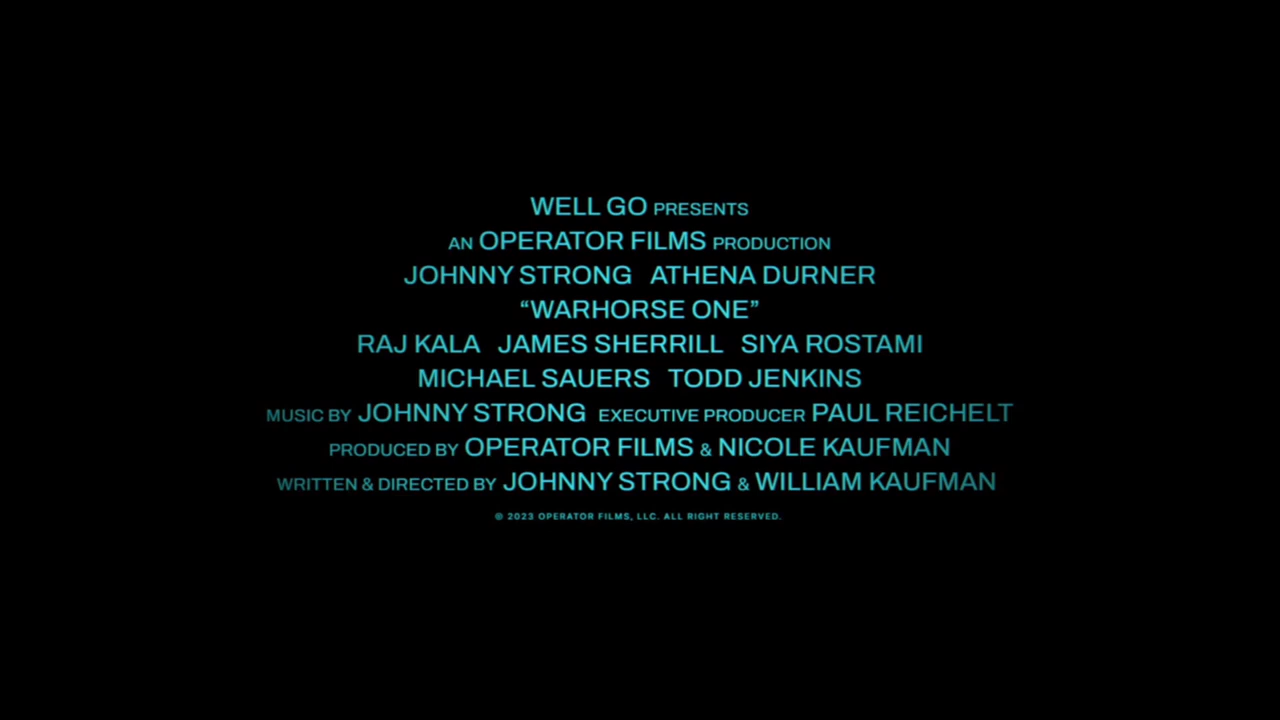 WELL GO PRESENTS
AN OPERATOR FILMS PRODUCTION
JOHNNY STRONG ATHENA DURNER
“WARHORSE ONE”
RAJ KALA JAMES SHERRILL SIYA ROSTAMI
MICHAEL SAUERS TODD JENKINS
MUSIC BY JOHNNY STRONG EXECUTIVE PRODUCER PAUL REICHELT
PRODUCED BY OPERATOR FILMS & NICOLE KAUFMAN
WRITTEN & DIRECTED BY JOHNNY STRONG & WILLIAM KAUFMAN
© 2023 OPERATOR FILMS, LLC. ALL RIGHT RESERVED.